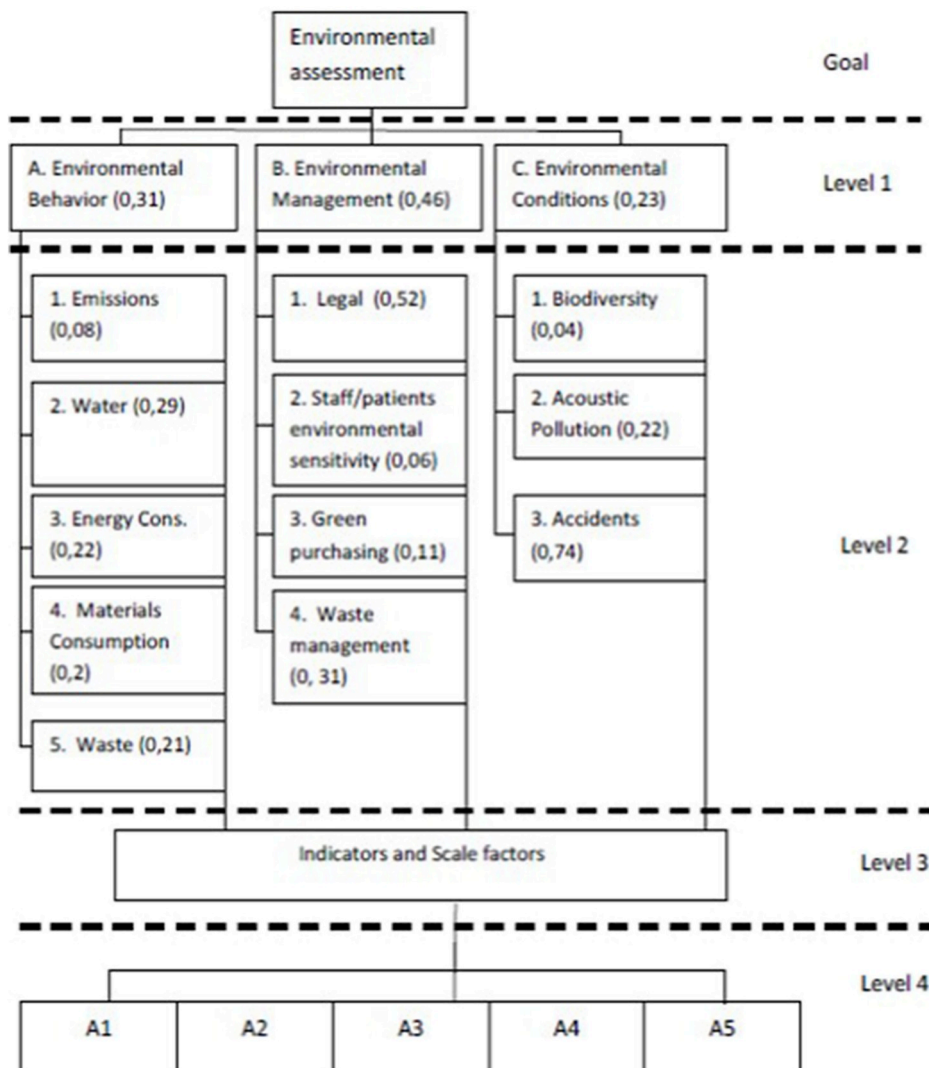 Environmental
assessment
Goal
A. Environmental
Behavior (0,31)
B. Environmental
Management (0,46)
C. Environmental
Conditions (0,23)
Level 1
1. Emissions
(0,08)
2. Water (0,29)
3. Energy Cons.
(0,22)
4. Materials
Consumption
(0,2)
5. Waste (0,21)
1. Legal (0,52)
2. Staff/patients
environmental
sensitivity (0,06)
3. Green
purchasing (0,11)
4. Waste
management
(0, 31)
1. Biodiversity
(0,04)
2. Acoustic
Pollution (0,22)
3. Accidents
(0,74)
Level 2
Indicators and Scale factors
Level 3
Level 4
A1
A2
A3
A4
A5